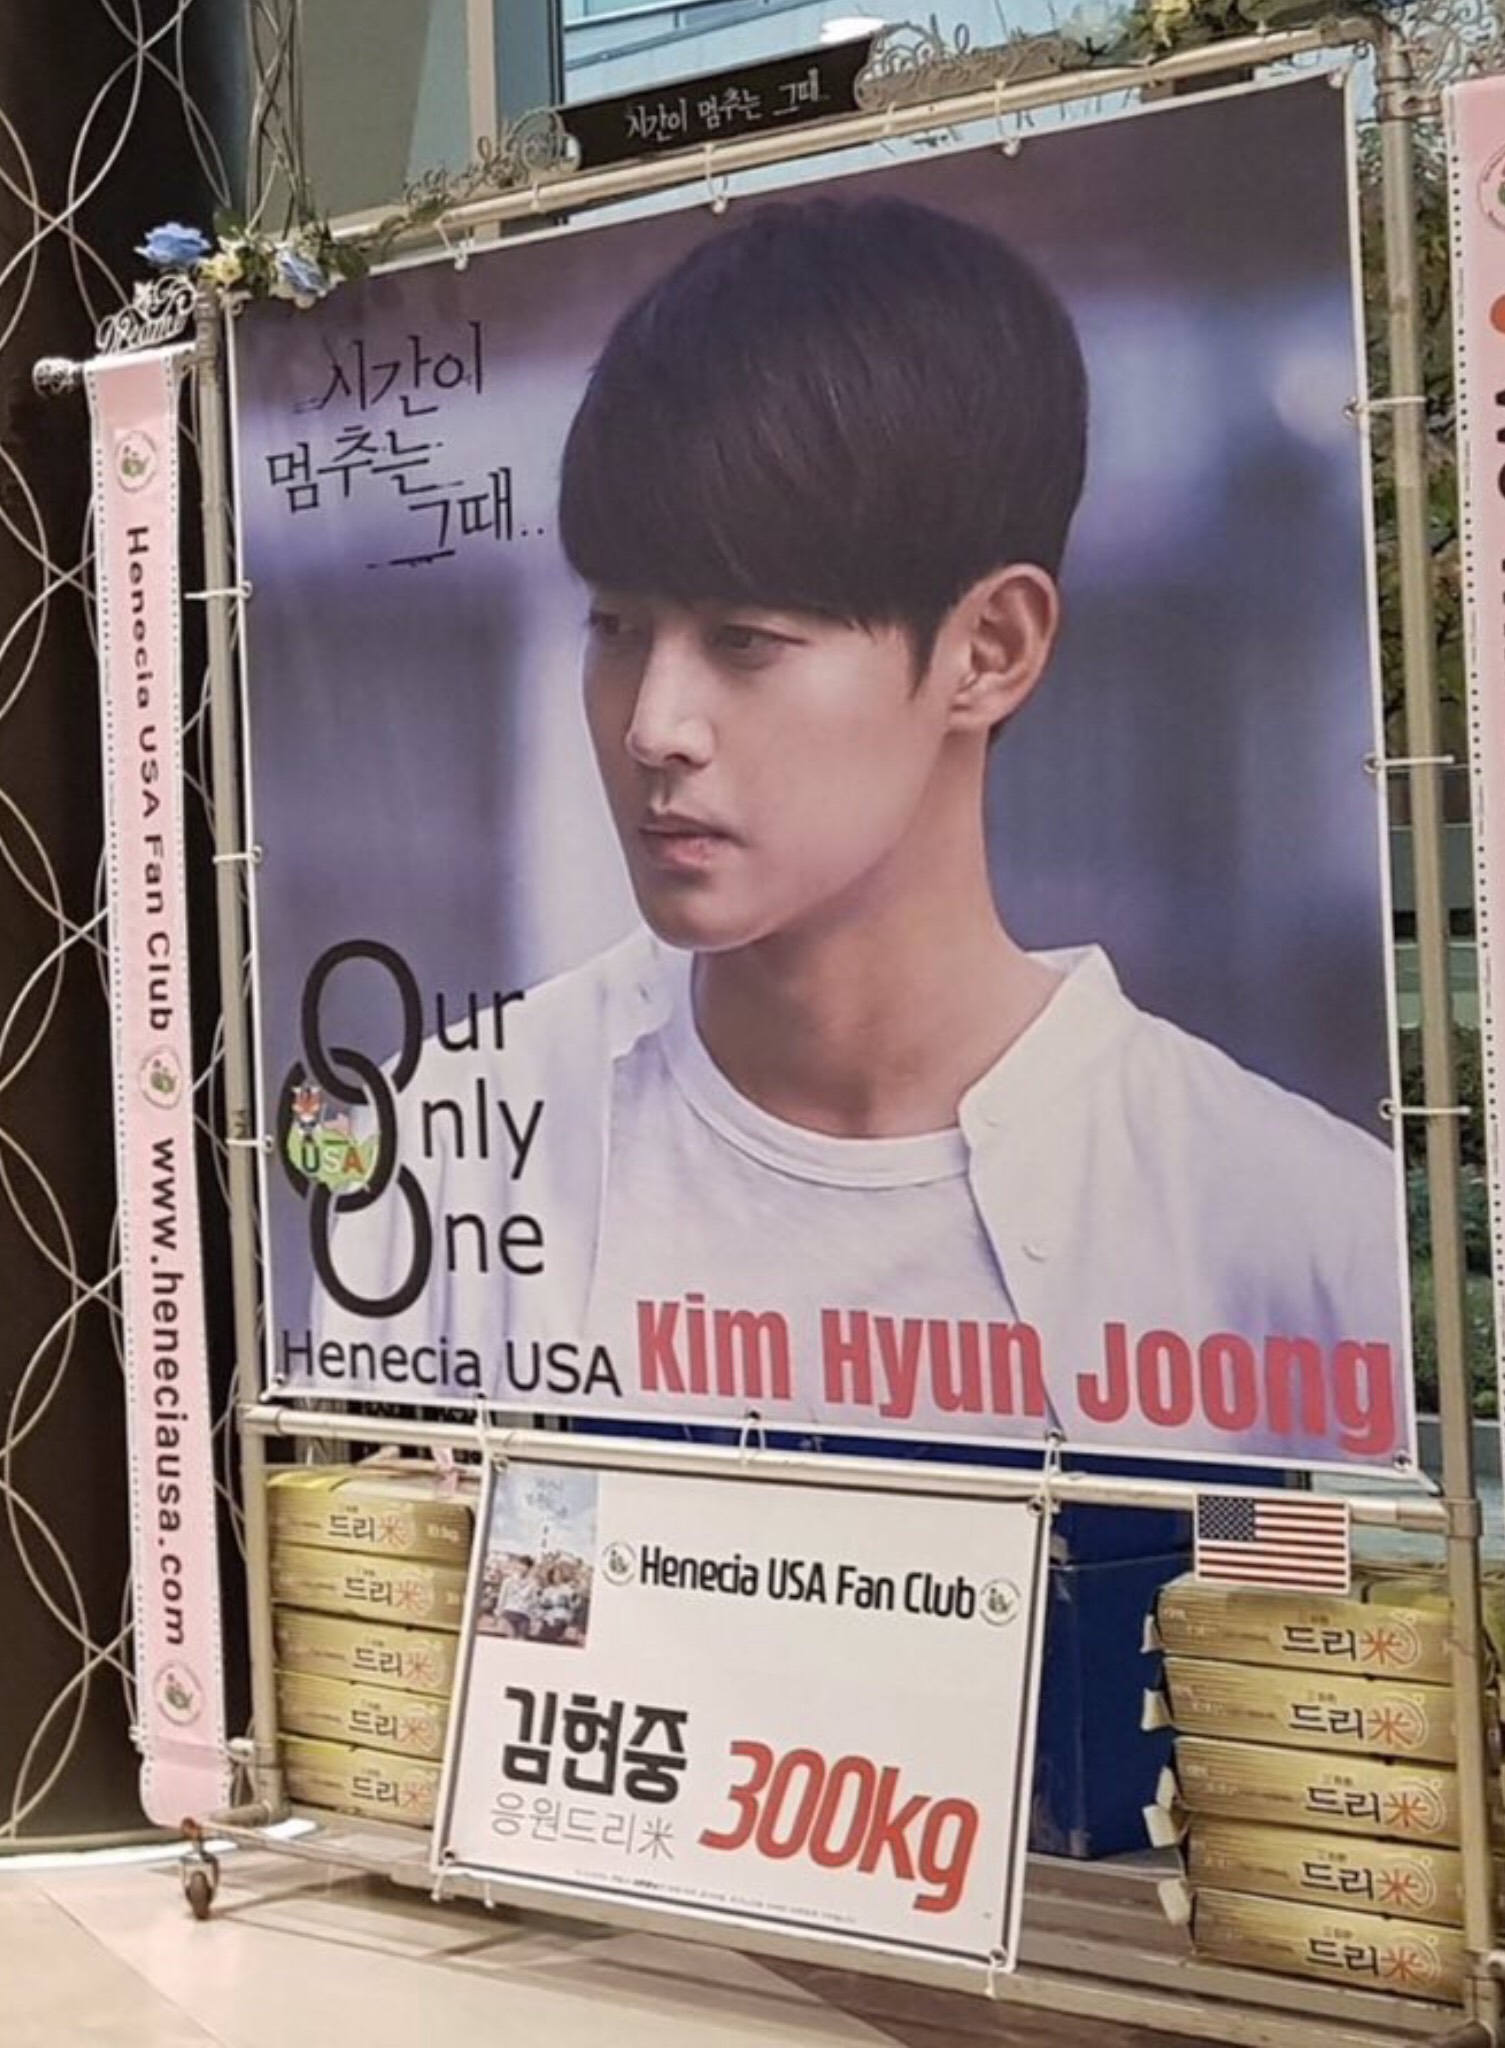 시간이 멈추는 그때..
시간이
멈추는
그때..
Dreame
Henecia USA Fan Club www.heneciausa.com
Our
Only
USA
One
Henecia USA Kim Hyun Joong
드리米
드리米
드리米
드리米
드리米
Henecia USA Fan Club
김현중 300kg
응원드리米
드리米
드리米
드리米
드리米
드리米